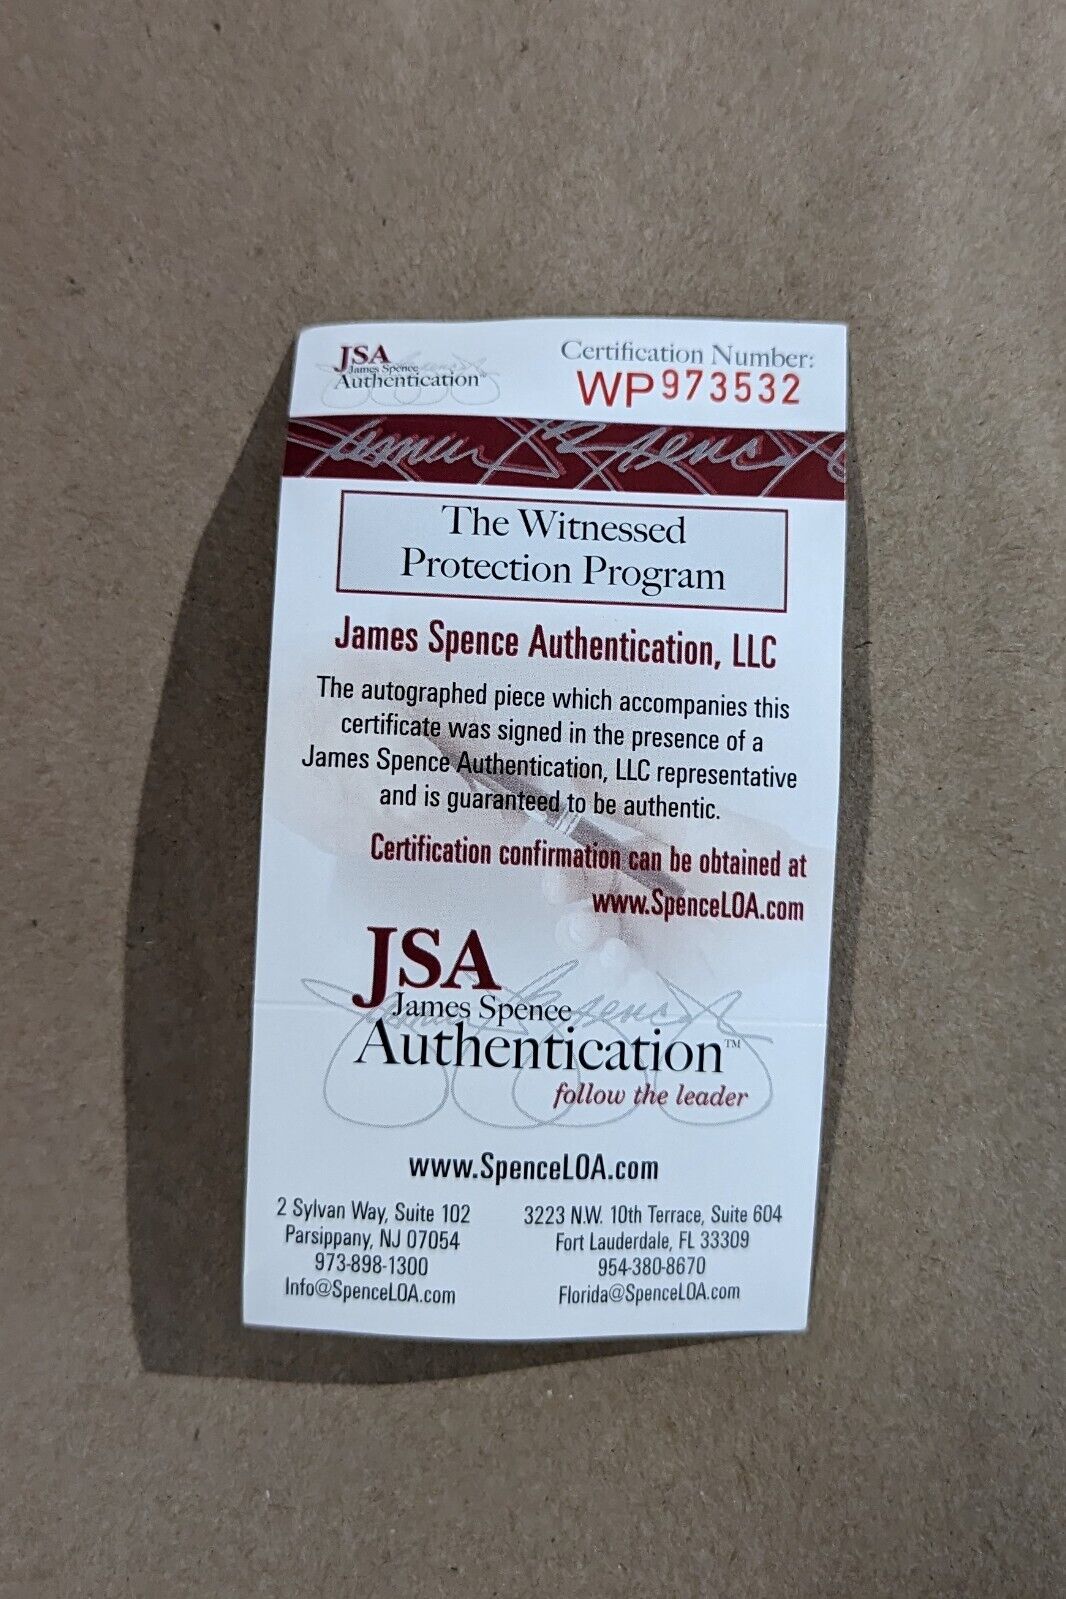 JSA
James Spence
Authentication™
Certification Number:
WP973532
James Spence
The Witnessed
Protection Program
James Spence Authentication, LLC
The autographed piece which accompanies this
certificate was signed in the presence of a
James Spence Authentication, LLC representative
and is guaranteed to be authentic.
Certification confirmation can be obtained at
www.SpenceLOA.com
JSA
James Spence
Authentication™
follow the leader
www.SpenceLOA.com
2 Sylvan Way, Suite 102
Parsippany, NJ 07054
973-898-1300
Info@SpenceLOA.com
3223 N.W. 10th Terrace, Suite 604
Fort Lauderdale, FL 33309
954-380-8670
Florida@SpenceLOA.com